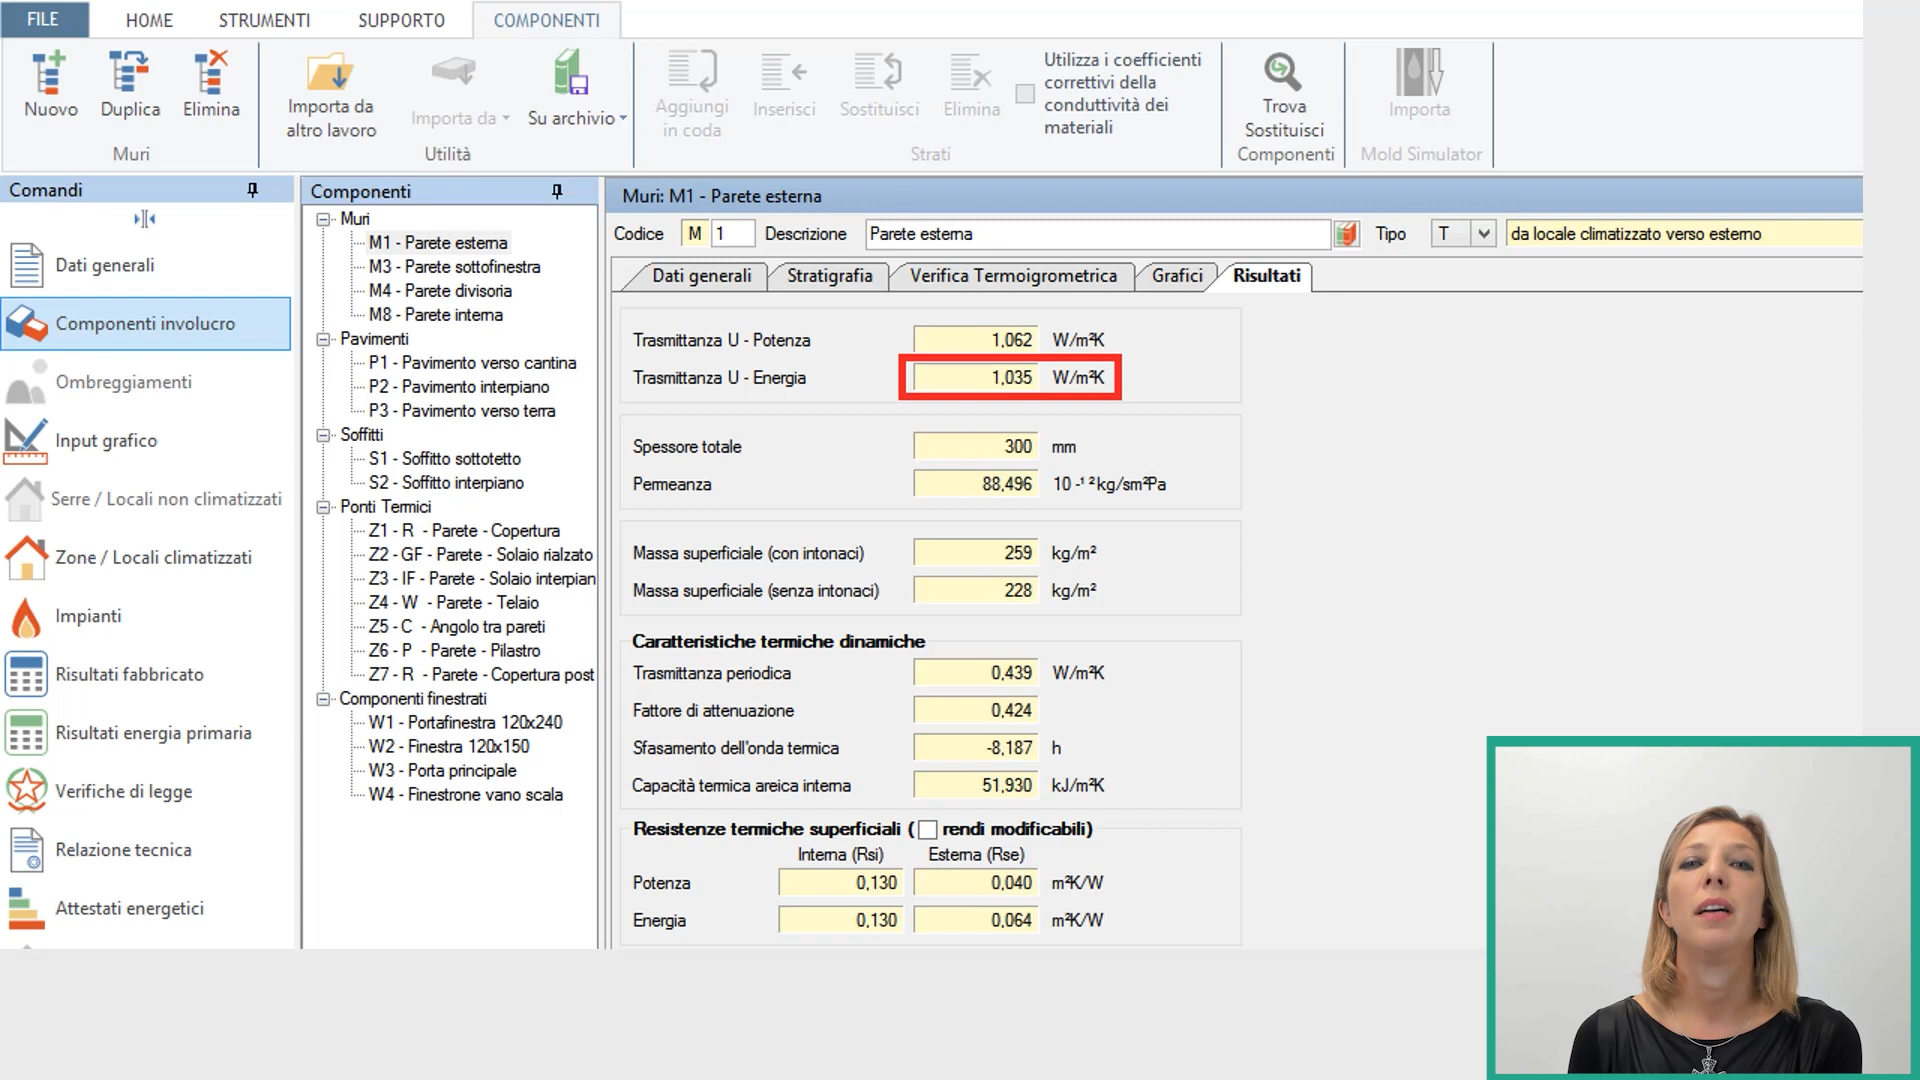 FILE HOME STRUMENTI SUPPORTO COMPONENTI
Nuovo Duplica Elimina
Muri
Importa da
altro lavoro
Importa da
Su archivio
Utilità
Aggiungi
in coda
Inserisci Sostituisci Elimina
Utilizza i coefficienti
correttivi della
conduttività dei
materiali
Strati
Trova
Sostituisci
Componenti
Importa
Mold Simulator
Comandi
Dati generali
Componenti involucro
Ombreggiamenti
Input grafico
Serre / Locali non climatizzati
Zone / Locali climatizzati
Impianti
Risultati fabbricato
Risultati energia primaria
Verifiche di legge
Relazione tecnica
Attestati energetici
Componenti
Muri
M1 - Parete esterna
M3 - Parete sottofinestra
M4 - Parete divisoria
M8 - Parete interna
Pavimenti
P1 - Pavimento verso cantina
P2 - Pavimento interpiano
P3 - Pavimento verso terra
Soffitti
S1 - Soffitto sottotetto
S2 - Soffitto interpiano
Ponti Termici
Z1 - R - Parete - Copertura
Z2 - GF - Parete - Solaio rialzato
Z3 - IF - Parete - Solaio interpian
Z4 - W - Parete - Telaio
Z5 - C - Angolo tra pareti
Z6 - P - Parete - Pilastro
Z7 - R - Parete - Copertura post
Componenti finestrati
W1 - Portafinestra 120x240
W2 - Finestra 120x150
W3 - Porta principale
W4 - Finestrone vano scala
Muri: M1 - Parete esterna
Codice M 1 Descrizione Parete esterna Tipo T da locale climatizzato verso esterno
Dati generali Stratigrafia Verifica Termoigrometrica Grafici Risultati
Trasmittanza U - Potenza 1,062 W/m²K
Trasmittanza U - Energia 1,035 W/m²K
Spessore totale 300 mm
Permeanza 88,496 10 -¹²kg/sm²Pa
Massa superficiale (con intonaci) 259 kg/m²
Massa superficiale (senza intonaci) 228 kg/m²
Caratteristiche termiche dinamiche
Trasmittanza periodica 0,439 W/m²K
Fattore di attenuazione 0,424
Sfasamento dell'onda termica -8,187 h
Capacità termica areica interna 51,930 kJ/m²K
Resistenze termiche superficiali ( rendi modificabili)
Interna (Rsi) Esterna (Rse)
Potenza 0,130 0,040 m²K/W
Energia 0,130 0,064 m²K/W